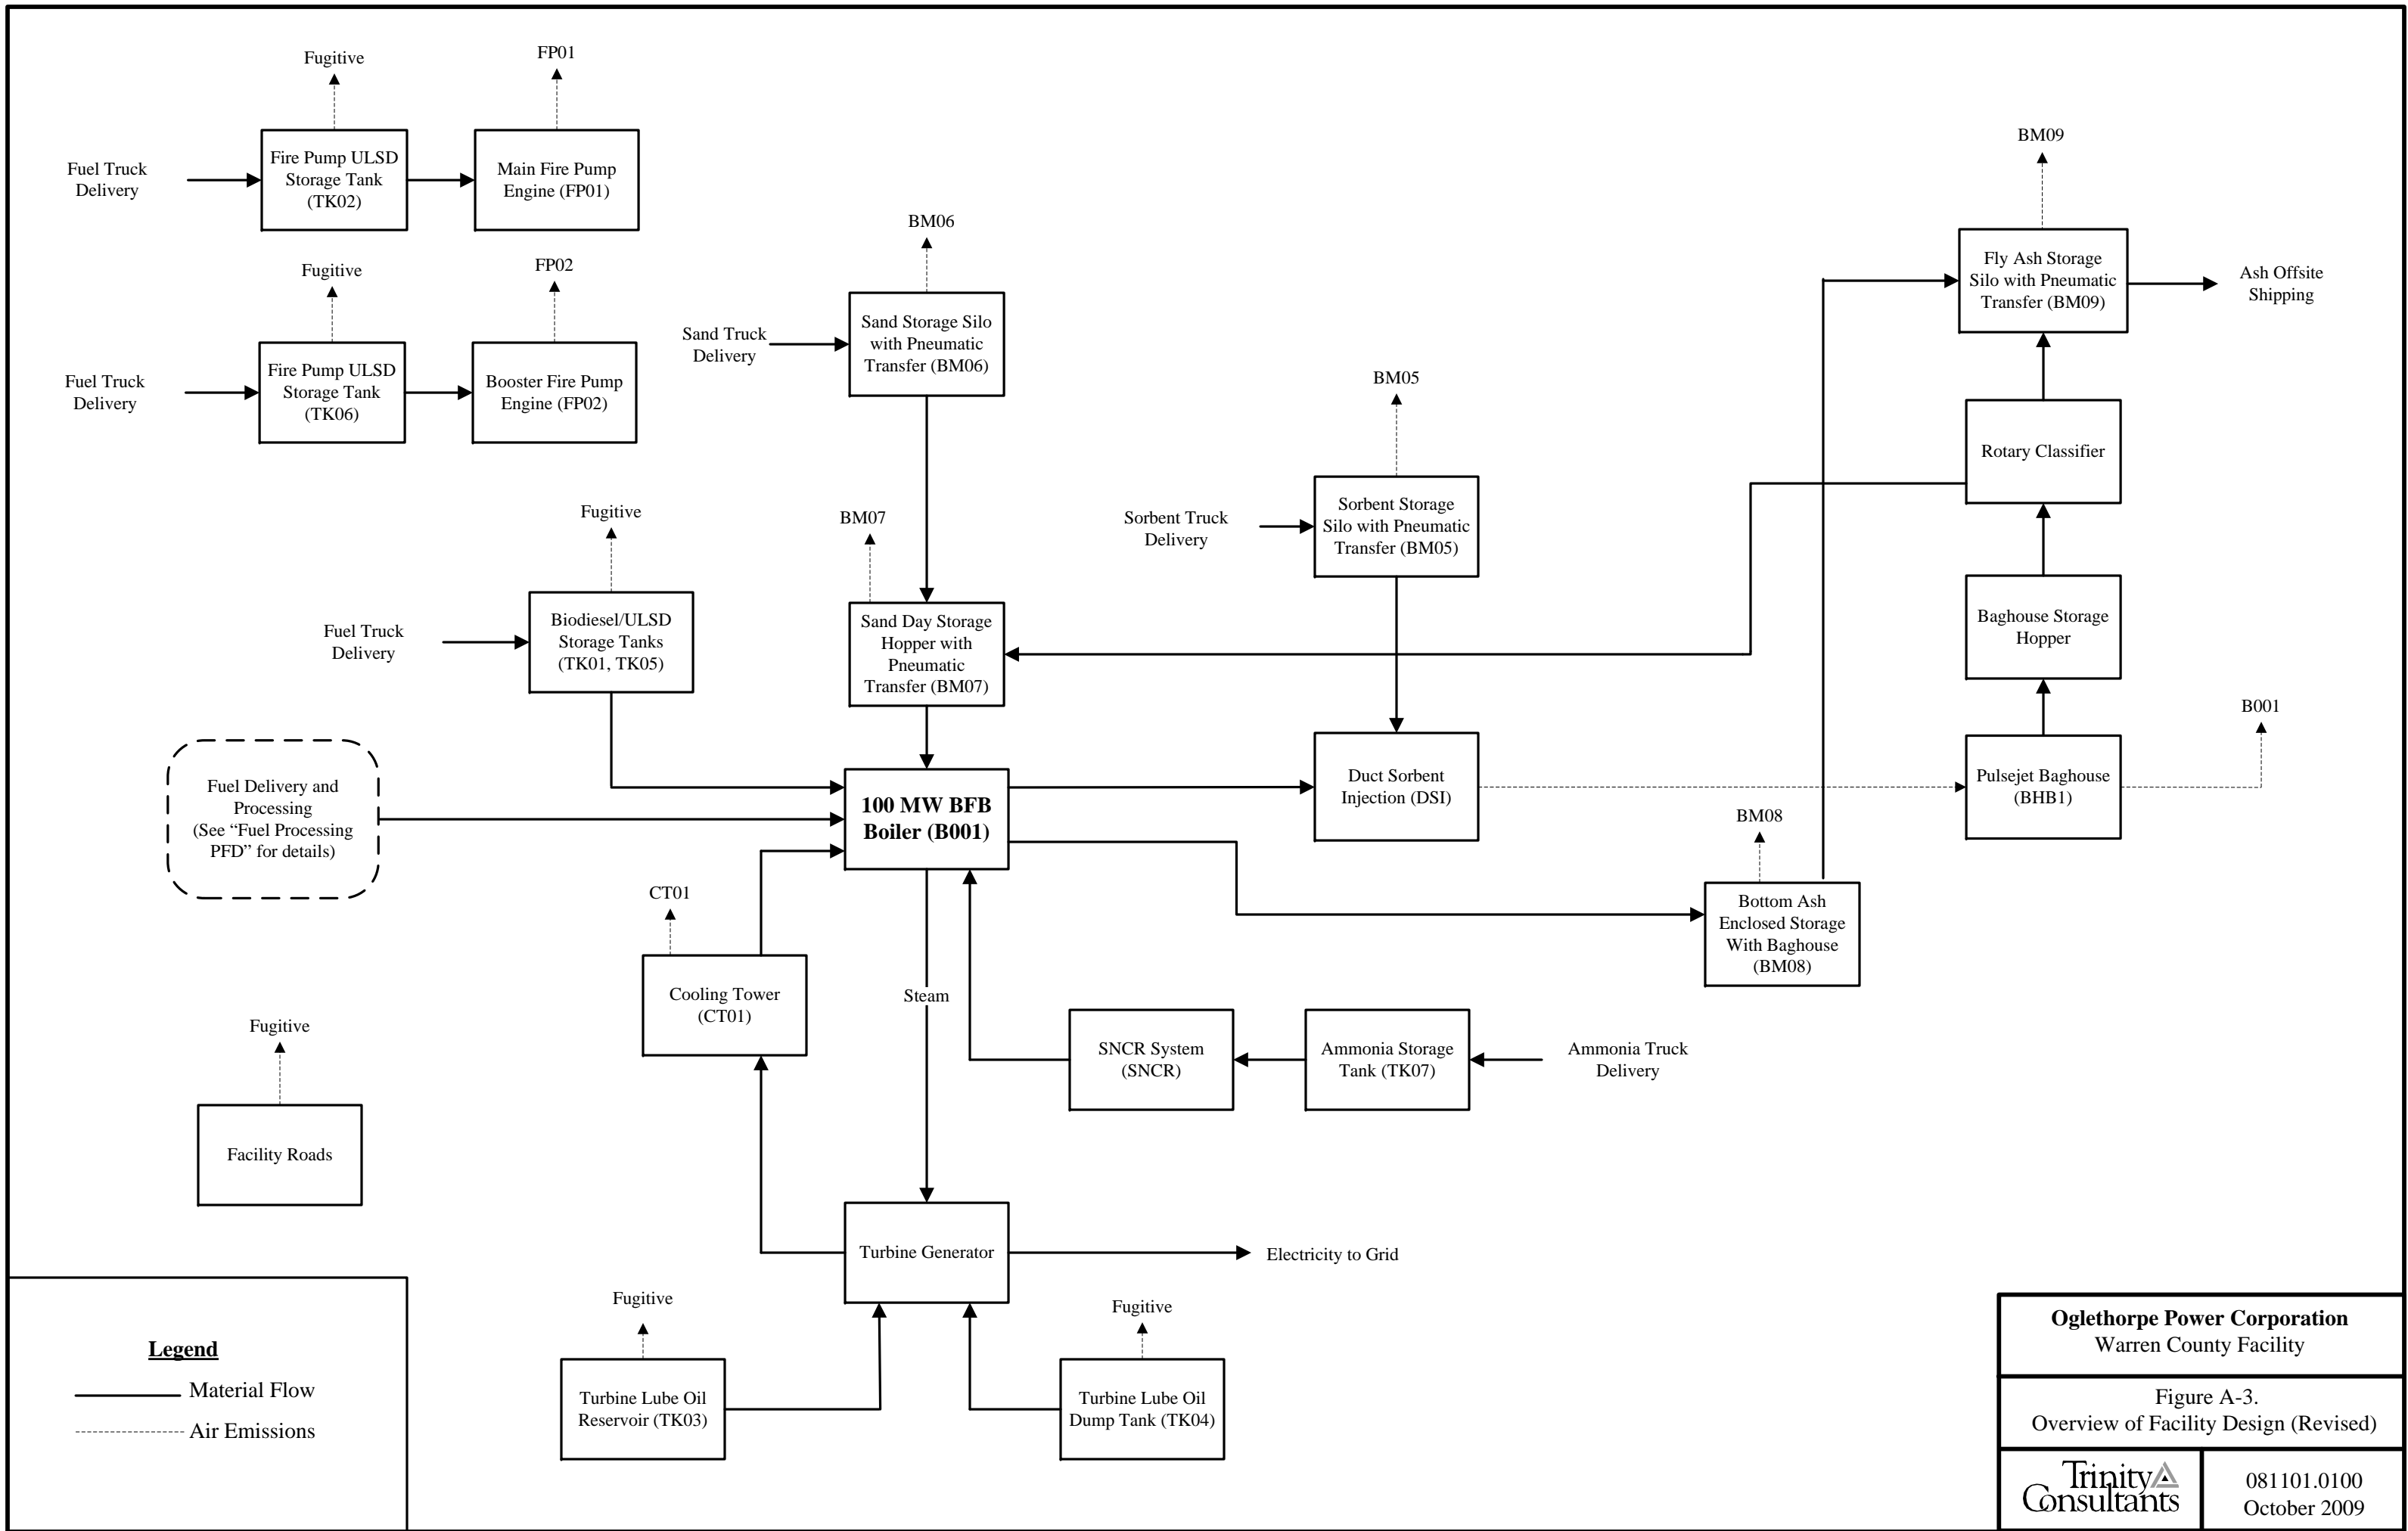 Fugitive
FP01
Fuel Truck
Delivery
Fire Pump ULSD
Storage Tank
(TK02)
Main Fire Pump
Engine (FP01)
BM09
Fly Ash Storage
Silo with Pneumatic
Transfer (BM09)
Ash Offsite
Shipping
Fugitive
FP02
Fuel Truck
Delivery
Fire Pump ULSD
Storage Tank
(TK06)
Booster Fire Pump
Engine (FP02)
BM06
Sand Truck
Delivery
Sand Storage Silo
with Pneumatic
Transfer (BM06)
BM05
Sorbent Truck
Delivery
Sorbent Storage
Silo with Pneumatic
Transfer (BM05)
Rotary Classifier
Fugitive
Fuel Truck
Delivery
Biodiesel/ULSD
Storage Tanks
(TK01, TK05)
BM07
Sand Day Storage
Hopper with
Pneumatic
Transfer (BM07)
Baghouse Storage
Hopper
B001
Fuel Delivery and
Processing
(See “Fuel Processing
PFD” for details)
100 MW BFB
Boiler (B001)
Duct Sorbent
Injection (DSI)
Pulsejet Baghouse
(BHB1)
BM08
Bottom Ash
Enclosed Storage
With Baghouse
(BM08)
CT01
Cooling Tower
(CT01)
Steam
SNCR System
(SNCR)
Ammonia Storage
Tank (TK07)
Ammonia Truck
Delivery
Fugitive
Facility Roads
Turbine Generator
Electricity to Grid
Fugitive
Turbine Lube Oil
Reservoir (TK03)
Fugitive
Turbine Lube Oil
Dump Tank (TK04)
Legend
Material Flow
Air Emissions
Oglethorpe Power Corporation
Warren County Facility
Figure A-3.
Overview of Facility Design (Revised)
Trinity
Consultants
081101.0100
October 2009